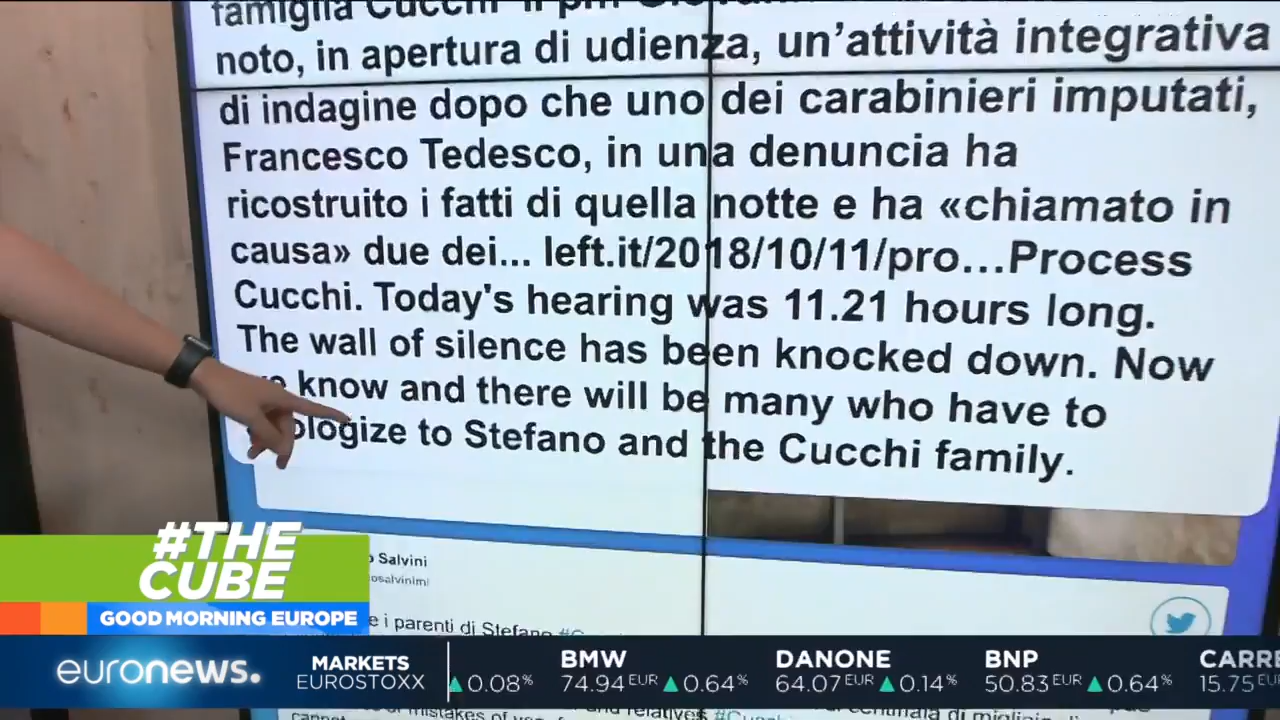 famiglia Cucchi
noto, in apertura di udienza, un’attività integrativa
di indagine dopo che uno dei carabinieri imputati,
Francesco Tedesco, in una denuncia ha
ricostruito i fatti di quella notte e ha «chiamato in
causa» due dei... left.it/2018/10/11/pro…Process
Cucchi. Today's hearing was 11.21 hours long.
The wall of silence has been knocked down. Now
know and there will be many who have to
to Stefano and the Cucchi family.
Salvini
i parenti di Stefano
#THE
CUBE
GOOD MORNING EUROPE
euronews.
MARKETS
EUROSTOXX
0.08%
BMW
74.94 EUR 0.64%
DANONE
64.07 EUR 0.14%
BNP
50.83 EUR 0.64%
CARRE
15.75